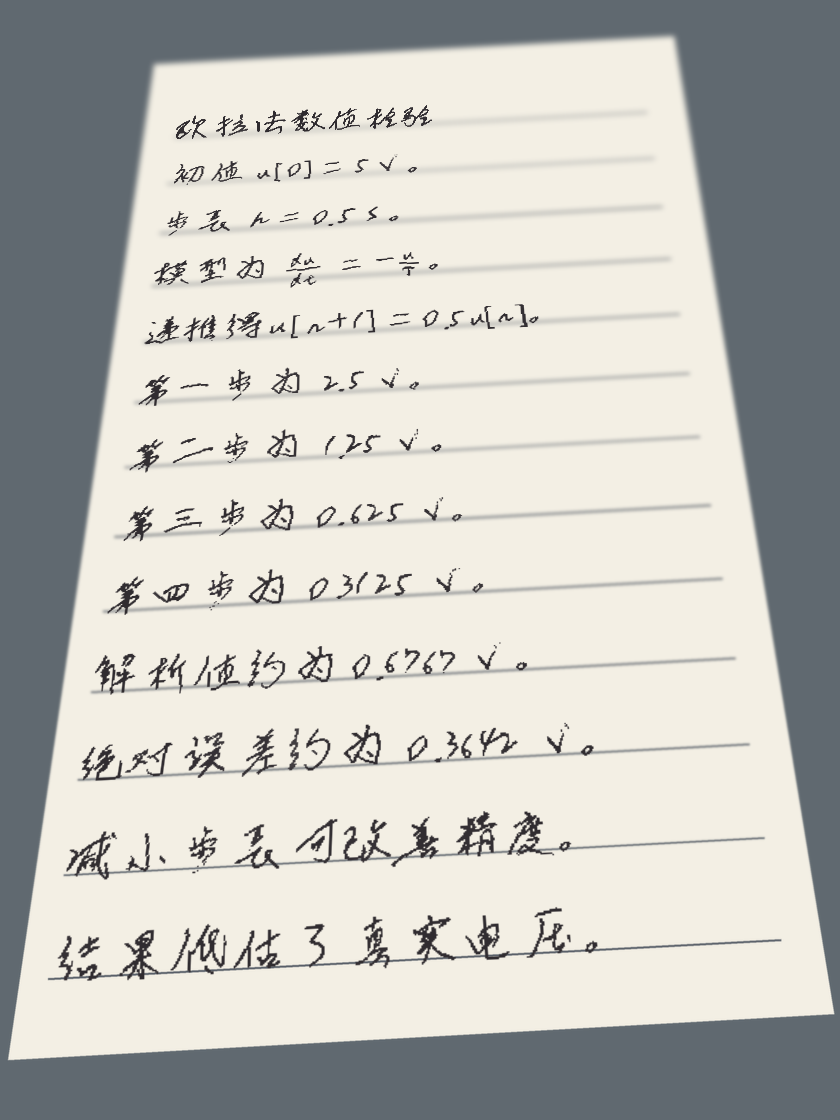 欧拉法数值检验
初值 u[0] = 5 V。
步长 h = 0.5 s。
模型为 \frac{du}{dt} = -\frac{u}{T}。
递推得u[n+1] = 0.5u[n]。
第一步为 2.5 V。
第二步为 1.25 V。
第三步为 0.625 V。
第四步为 0.3125 V。
解析值约为 0.6767 V。
绝对误差约为 0.3642 V。
减小步长可改善精度。
结果低估了真实电压。